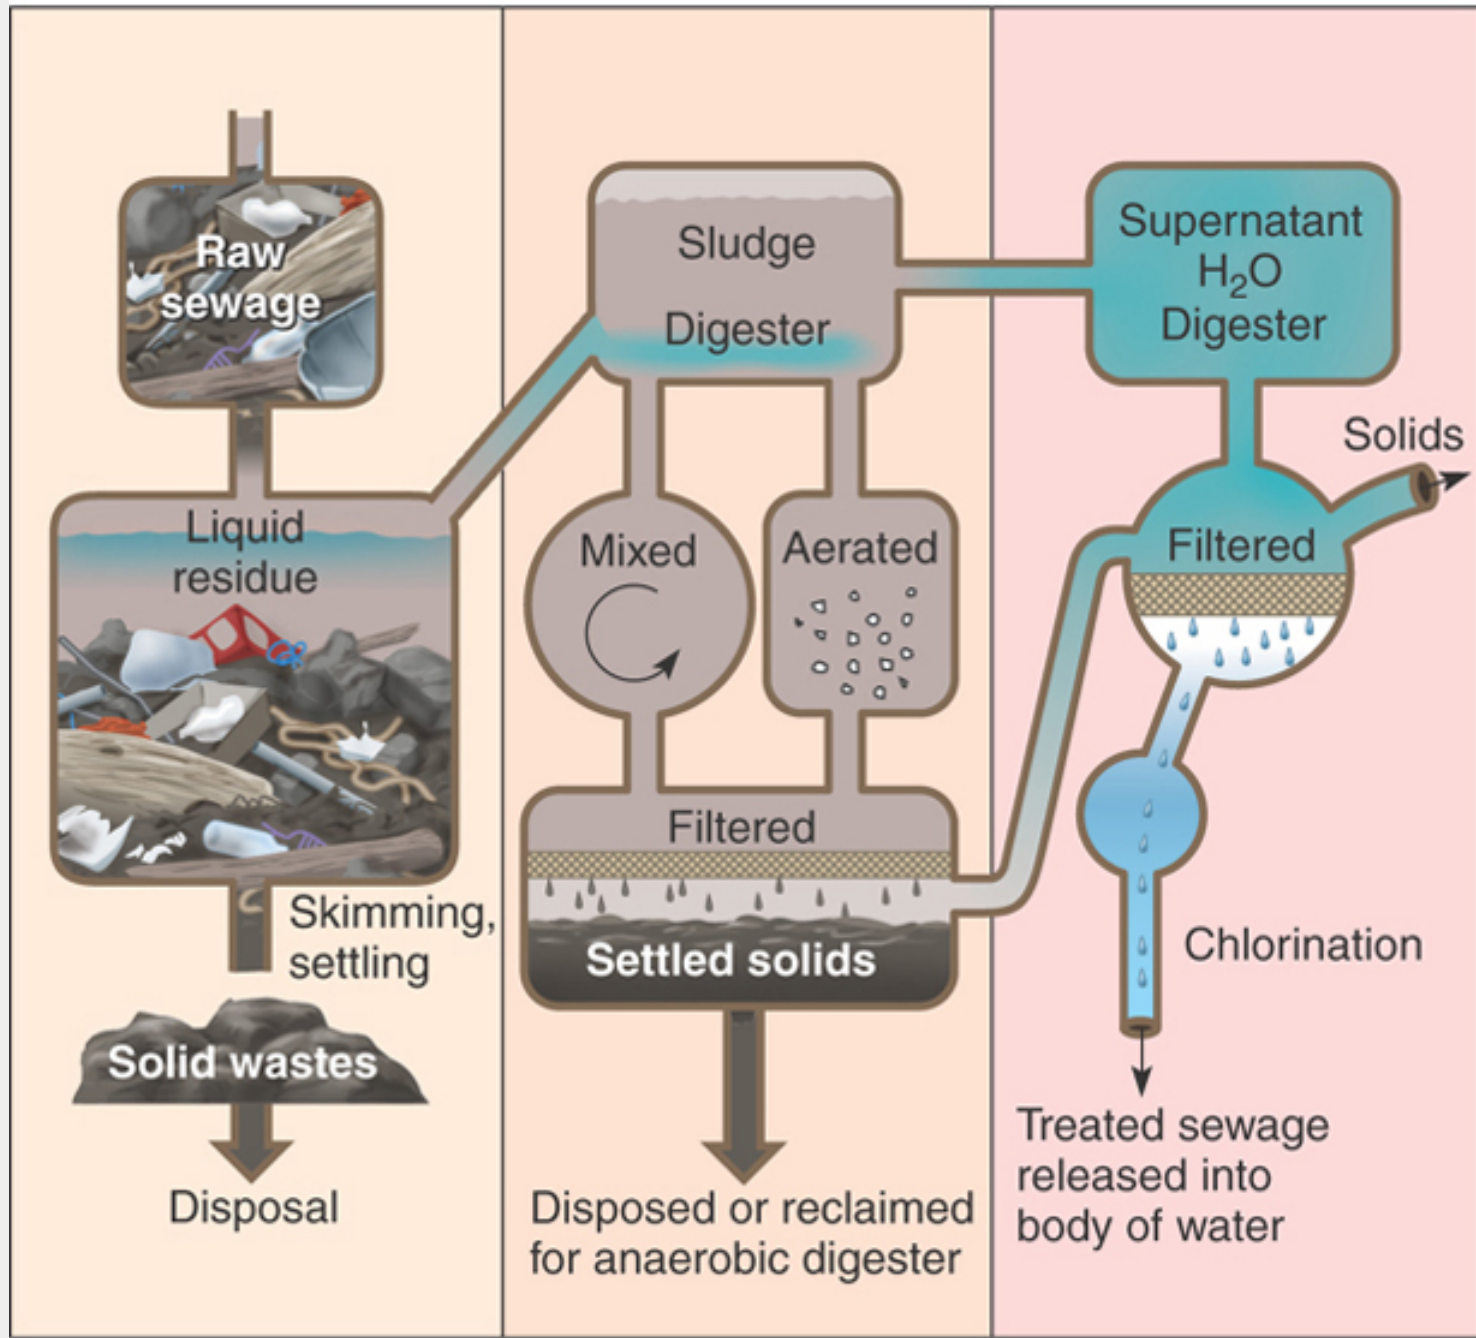 Raw
sewage
Liquid
residue
Skimming,
settling
Solid wastes
Disposal
Sludge
Digester
Mixed
Aerated
Filtered
Settled solids
Disposed or reclaimed
for anaerobic digester
Supernatant
H₂O
Digester
Solids
Filtered
Chlorination
Treated sewage
released into
body of water